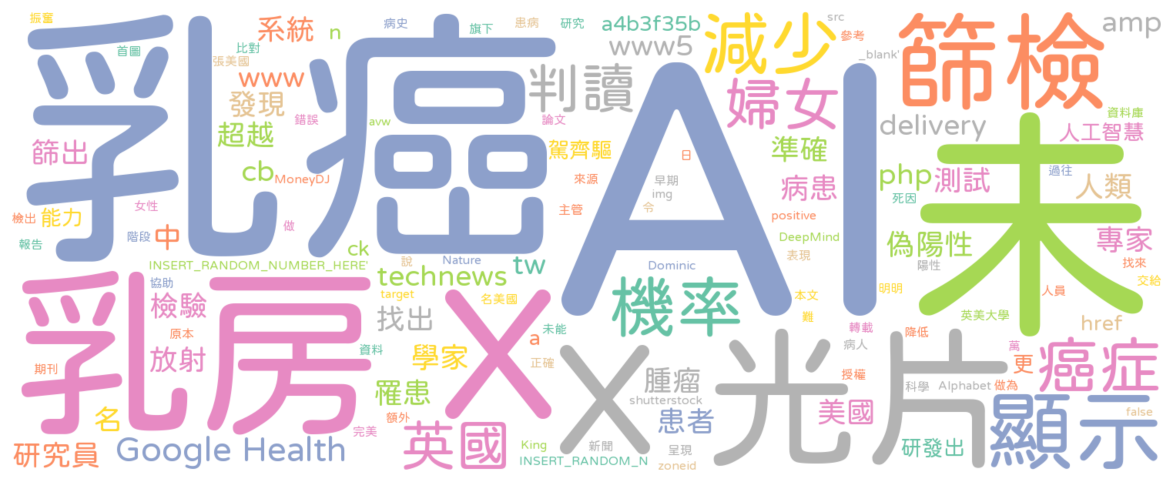 振奮
病史
旗下
患病
研究
a4b3f35b
src
參考
amp
乳癌
AI
未
減少
篩檢
首圖
比對
系統
n
張美國
www
www5
_blank'
發現
判讀
婦女
錯誤
avw
論文
delivery
資料庫
人工智慧
篩出
超越
cb
MoneyDJ
駕齊驅
來源
日
早期
img
準確
病患
php
測試
過往
死因
人類
檢出
能力
女性
做
主管
令
positive
報告
階段
中
ck
說
DeepMind
偽陽性
陽性
專家
INSERT_RANDOM_NUMBER_HERE'
Nature
tw
Dominic
表現
找來
協助
technews
交給
乳房
X
機率
target
名美國
本文
明明
人員
檢驗
找出
難
英美大學
href
原本
a
未能
轉載
降低
放射
資料
學家
正確
X光片
病人
萬
更
癌症
期刊
罹患
腫瘤
授權
科學
Alphabet
做為
名
額外
shutterstock
美國
顯示
false
Google Health
完美
英國
King
新聞
患者
呈現
研發出
研究員
INSERT_RANDOM_N
zoneid